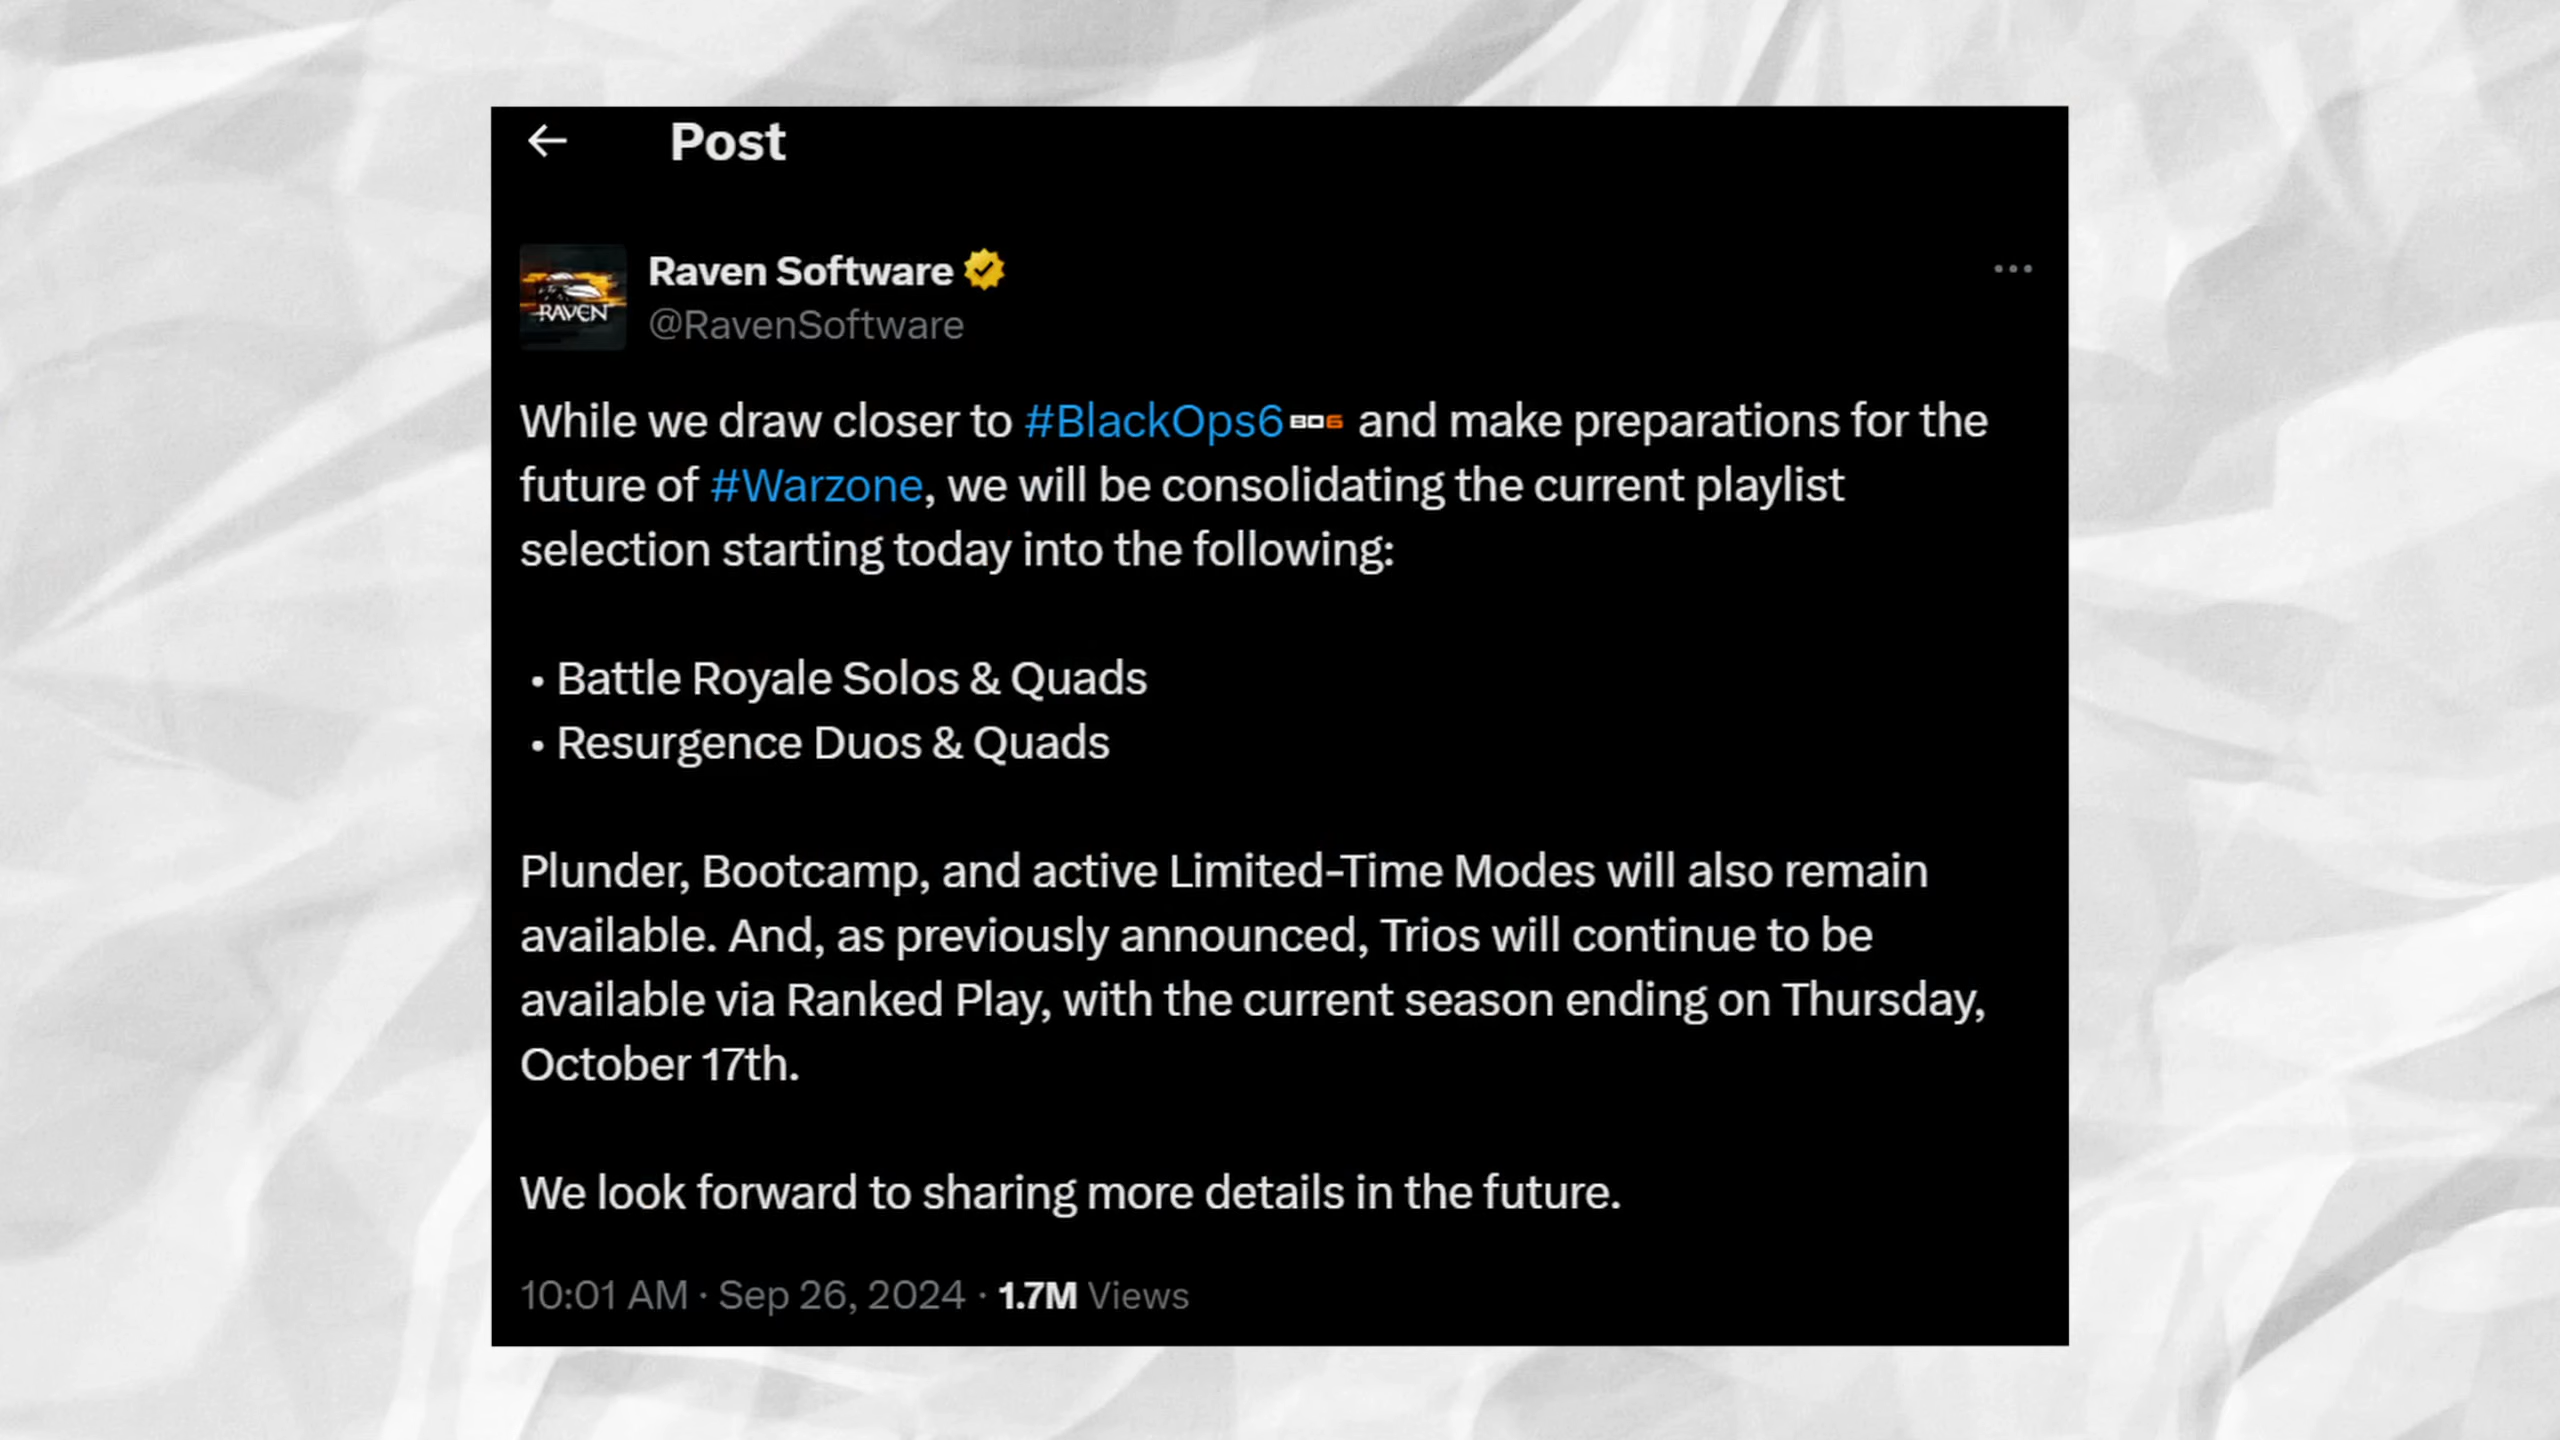 Post
RAVEN
Raven Software
@RavenSoftware
While we draw closer to #BlackOps6 BO6 and make preparations for the
future of #Warzone, we will be consolidating the current playlist
selection starting today into the following:
• Battle Royale Solos & Quads
• Resurgence Duos & Quads
Plunder, Bootcamp, and active Limited-Time Modes will also remain
available. And, as previously announced, Trios will continue to be
available via Ranked Play, with the current season ending on Thursday,
October 17th.
We look forward to sharing more details in the future.
10:01 AM · Sep 26, 2024 · 1.7M Views